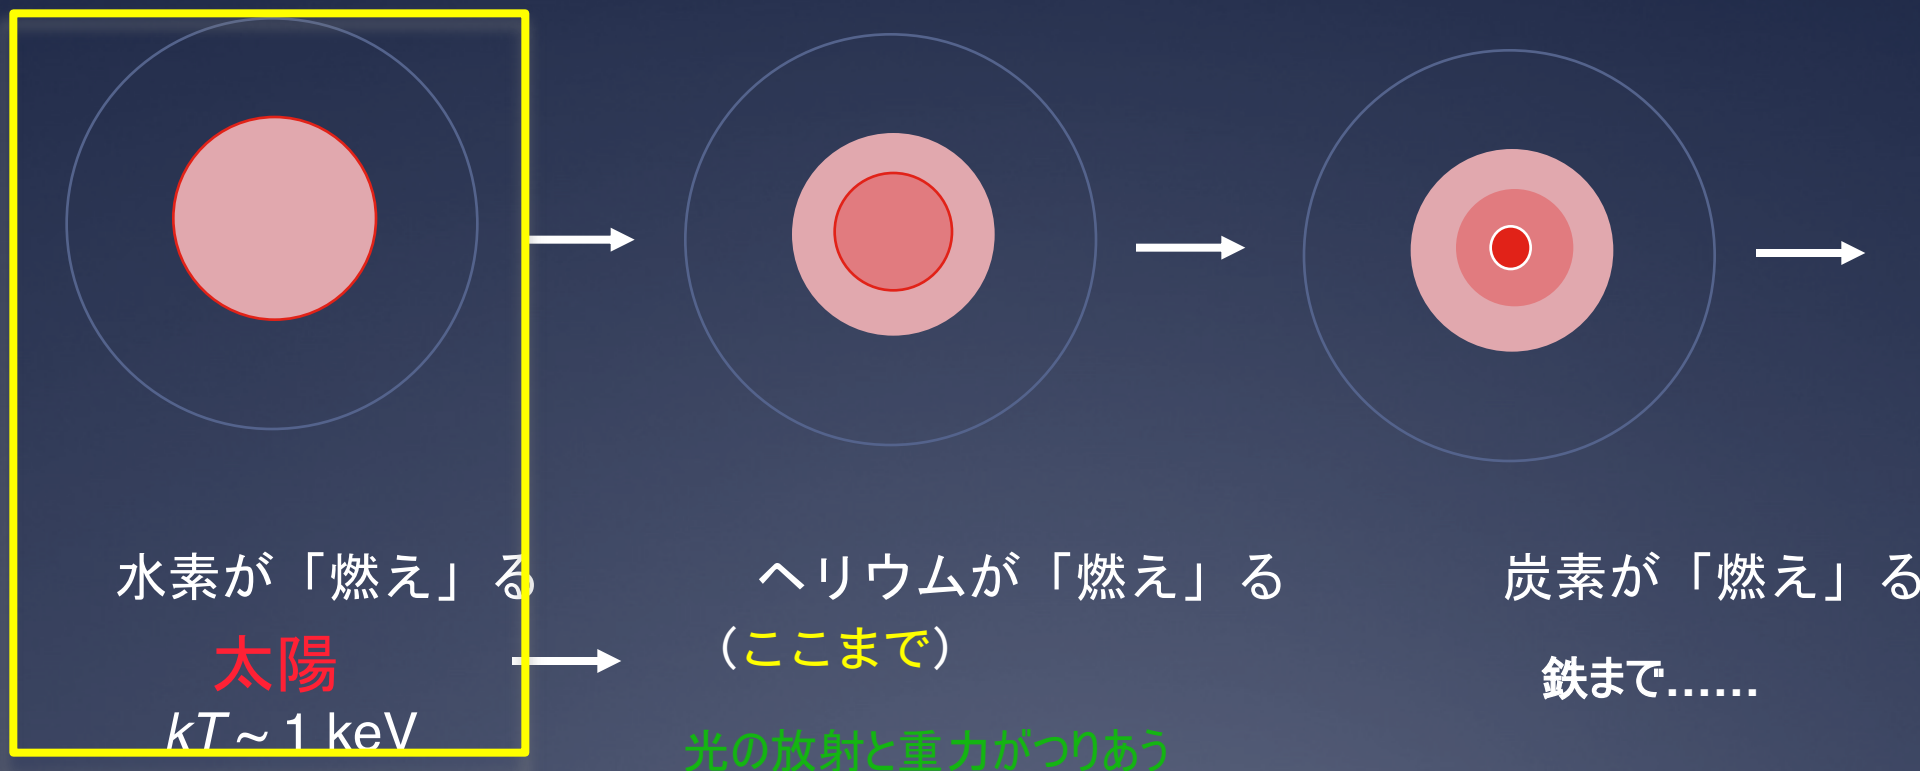 水素が「燃え」る
ヘリウムが「燃え」る
炭素が「燃え」る
太陽
（ここまで）
鉄まで……
kT ~ 1 keV
光の放射と重力がつりあう